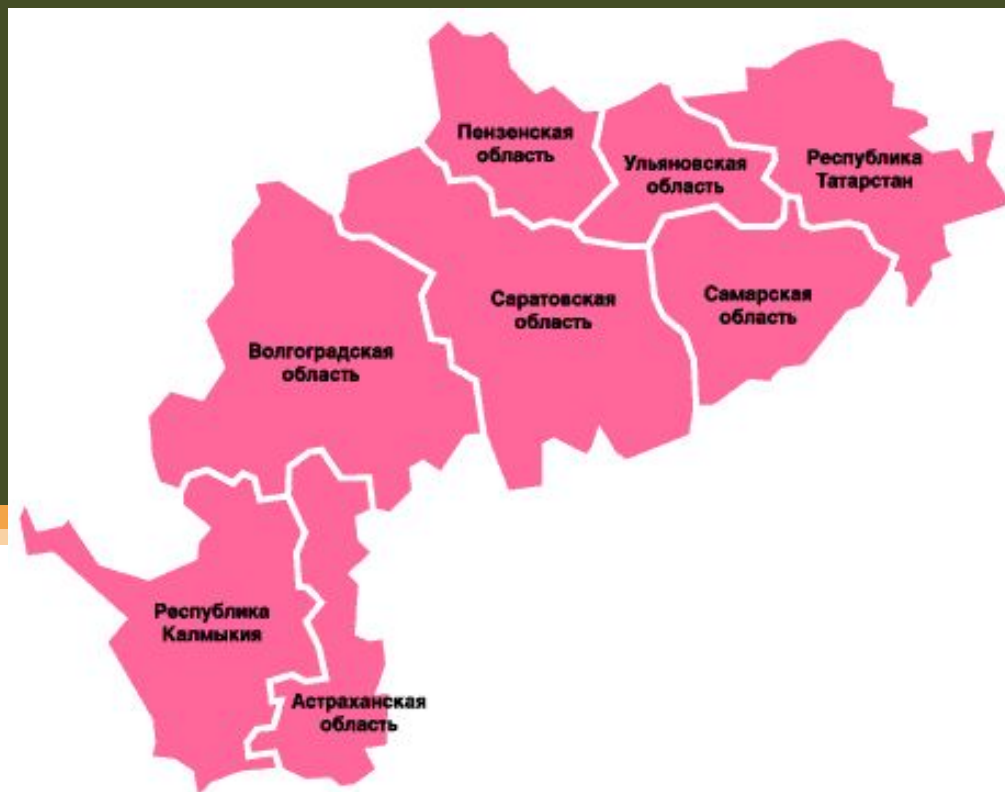 Пензенская
область
Ульяновская
область
Республика
Татарстан
Саратовская
область
Самарская
область
Волгоградская
область
Республика
Калмыкия
Астраханская
область